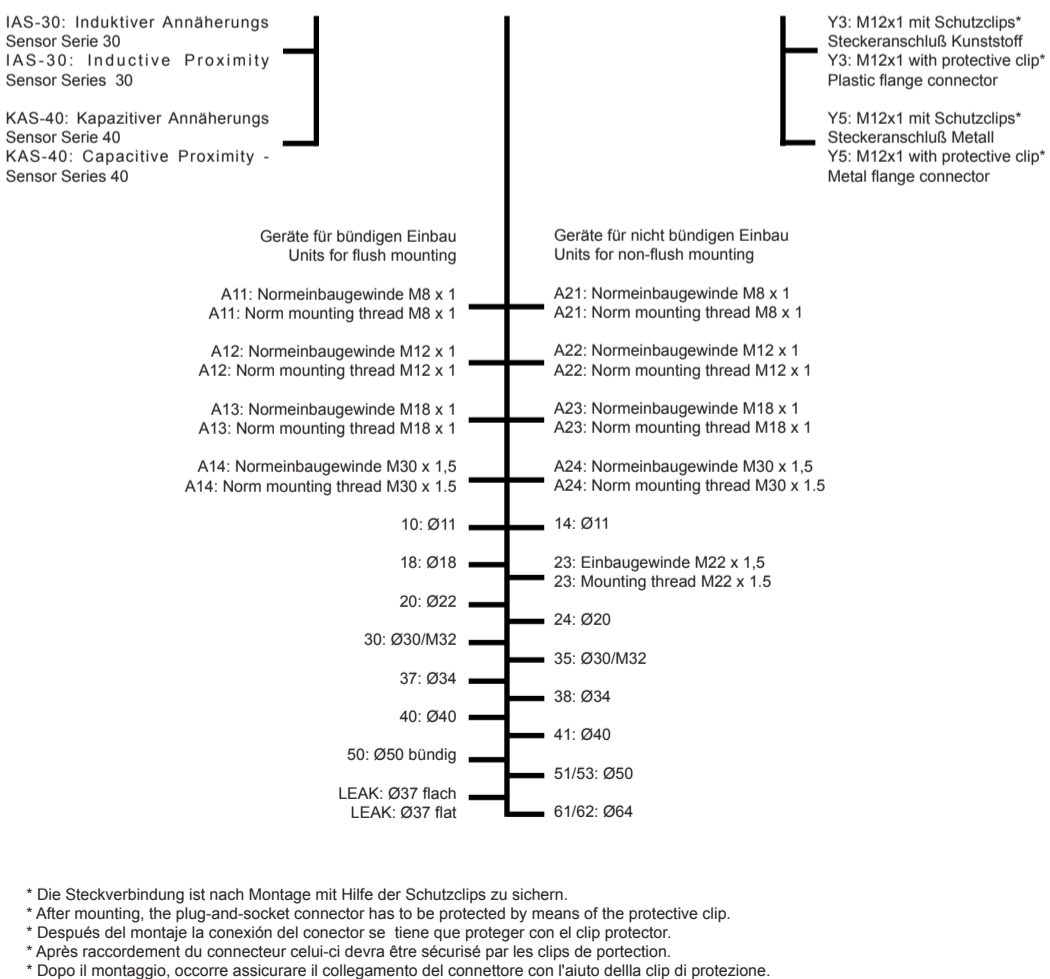 IAS-30: Induktiver Annäherungs
Sensor Serie 30
IAS-30: Inductive Proximity
Sensor Series 30
KAS-40: Kapazitiver Annäherungs
Sensor Serie 40
KAS-40: Capacitive Proximity -
Sensor Series 40
Y3: M12x1 mit Schutzclips*
Steckeranschluß Kunststoff
Y3: M12x1 with protective clip*
Plastic flange connector
Y5: M12x1 mit Schutzclips*
Steckeranschluß Metall
Y5: M12x1 with protective clip*
Metal flange connector
Geräte für bündigen Einbau
Units for flush mounting
A11: Normeinbaugewinde M8 x 1
A11: Norm mounting thread M8 x 1
A12: Normeinbaugewinde M12 x 1
A12: Norm mounting thread M12 x 1
A13: Normeinbaugewinde M18 x 1
A13: Norm mounting thread M18 x 1
A14: Normeinbaugewinde M30 x 1,5
A14: Norm mounting thread M30 x 1.5
10: Ø11
18: Ø18
20: Ø22
30: Ø30/M32
37: Ø34
40: Ø40
50: Ø50 bündig
LEAK: Ø37 flach
LEAK: Ø37 flat
Geräte für nicht bündigen Einbau
Units for non-flush mounting
A21: Normeinbaugewinde M8 x 1
A21: Norm mounting thread M8 x 1
A22: Normeinbaugewinde M12 x 1
A22: Norm mounting thread M12 x 1
A23: Normeinbaugewinde M18 x 1
A23: Norm mounting thread M18 x 1
A24: Normeinbaugewinde M30 x 1,5
A24: Norm mounting thread M30 x 1.5
14: Ø11
23: Einbaugewinde M22 x 1,5
23: Mounting thread M22 x 1.5
24: Ø20
35: Ø30/M32
38: Ø34
41: Ø40
51/53: Ø50
61/62: Ø64
* Die Steckverbindung ist nach Montage mit Hilfe der Schutzclips zu sichern.
* After mounting, the plug-and-socket connector has to be protected by means of the protective clip.
* Después del montaje la conexión del conector se tiene que proteger con el clip protector.
* Après raccordement du connecteur celui-ci devra être sécurisé par les clips de portection.
* Dopo il montaggio, occorre assicurare il collegamento del connettore con l'aiuto dellla clip di protezione.